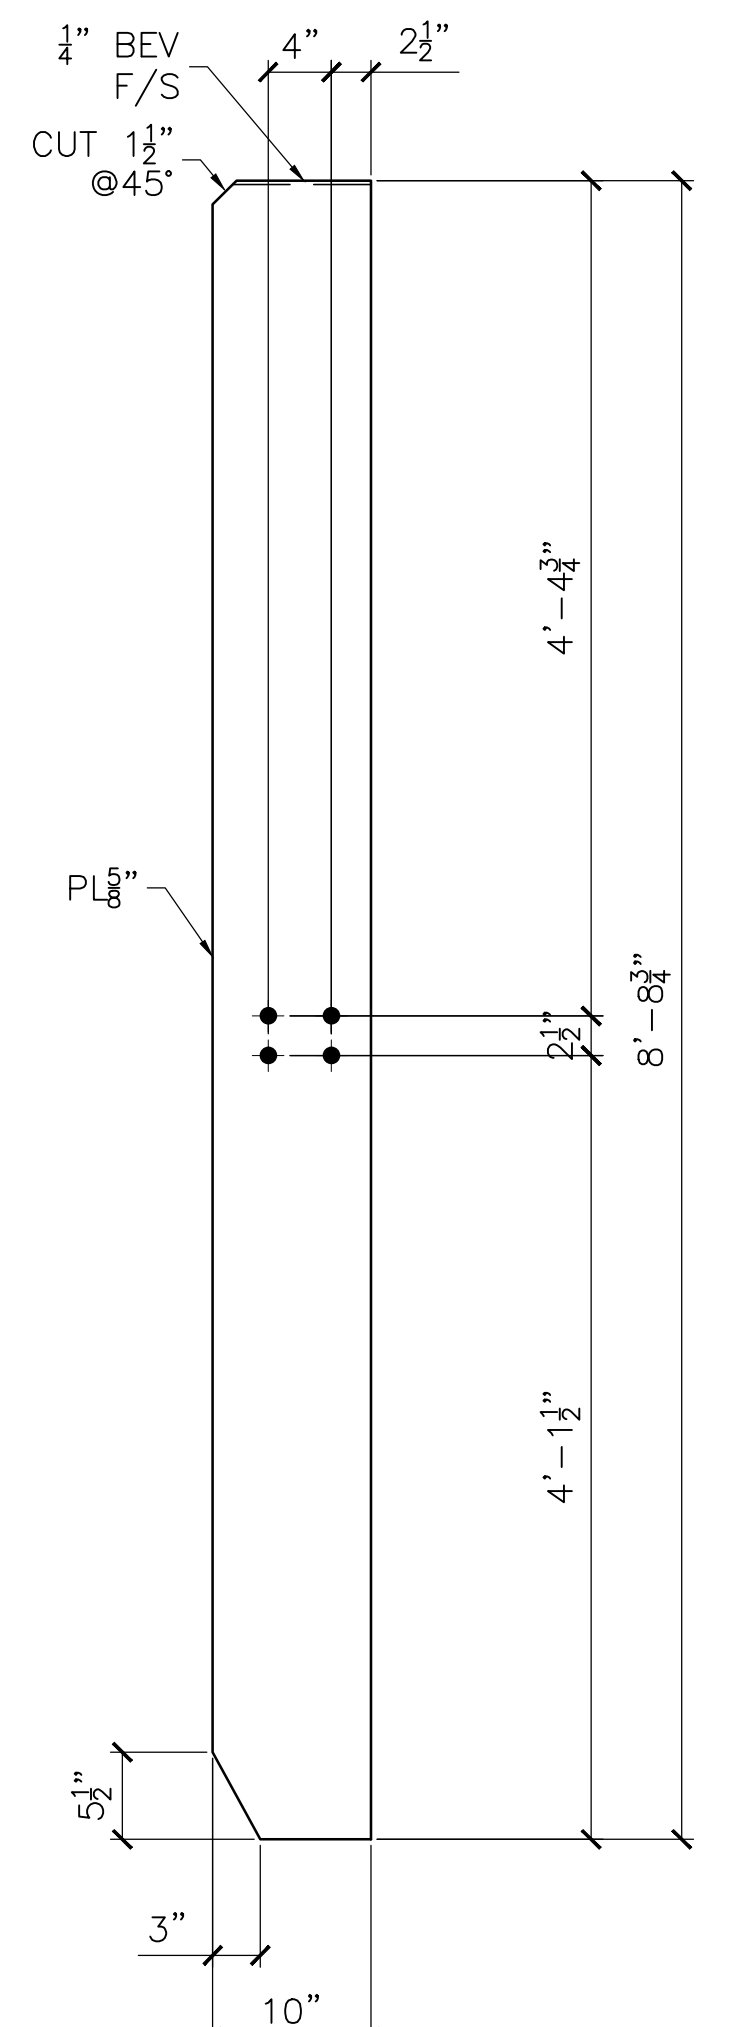 1/4" BEV
F/S
4"
2 1/2"
CUT 1 1/2"
@45°
4'-4 3/4"
PL 5/8"
2 1/2"
8'-8 3/4"
4'-1 1/2"
5 1/2"
3"
10"